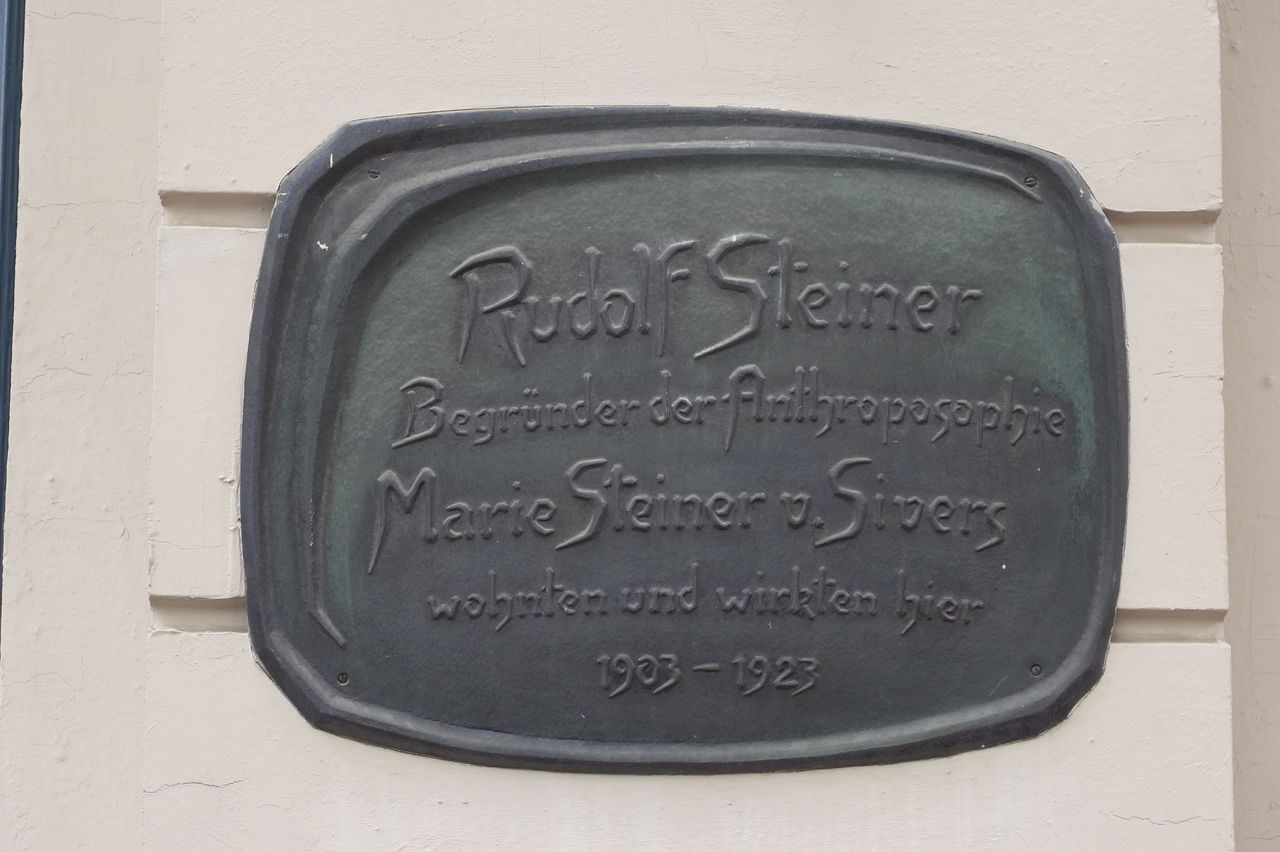 Rudolf Steiner
Begründer der Anthroposophie
Marie Steiner v. Sivers
wohnten und wirkten hier
1903 – 1923